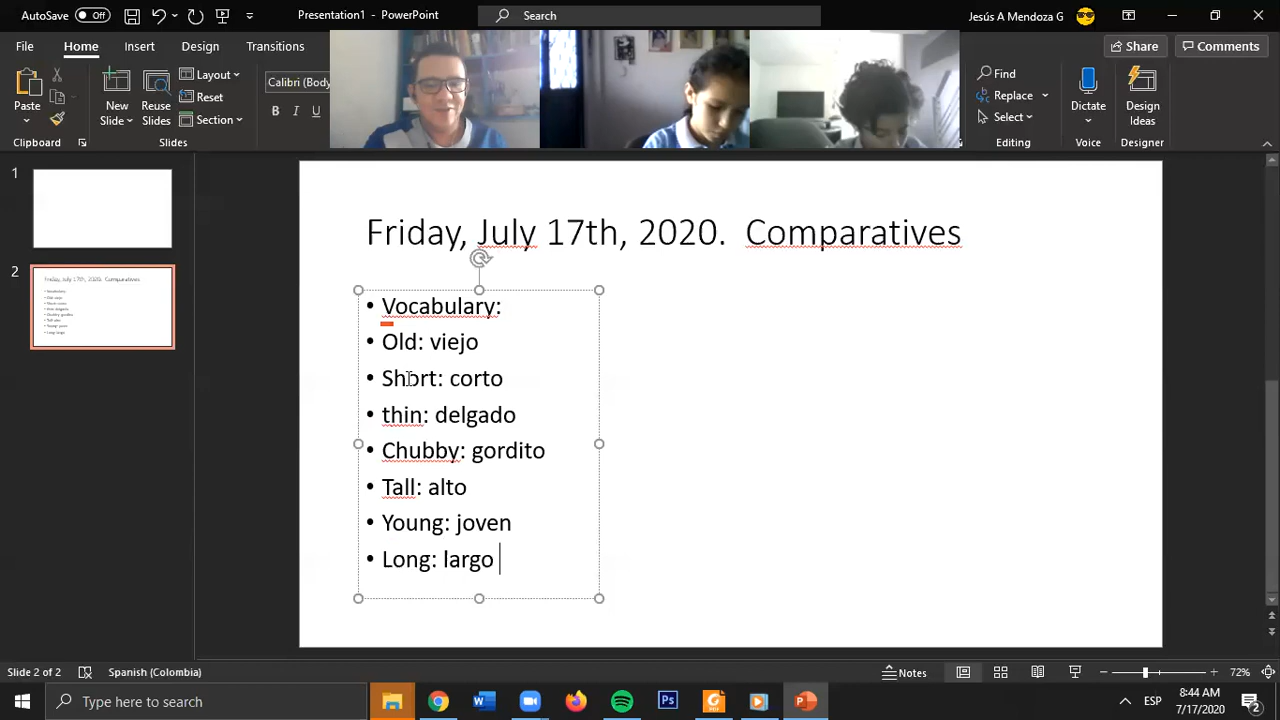 AutoSave Off Presentation1 - PowerPoint Search Jesús A Mendoza G
File Home Insert Design Transitions Share Comments
Paste New Slide Reuse Slides Layout Reset Section Calibri (Body B I U Find Replace Select Dictate Design Ideas
Clipboard Slides Editing Voice Designer
1
2
Friday, July 17th, 2020. Comparatives
• Vocabulary:
• Old: viejo
• Short: corto
• thin: delgado
• Chubby: gordito
• Tall: alto
• Young: joven
• Long: largo
Slide 2 of 2 Spanish (Colombia) Notes 72%
Type here to search ESP 8:44 AM
7/17/2020 2